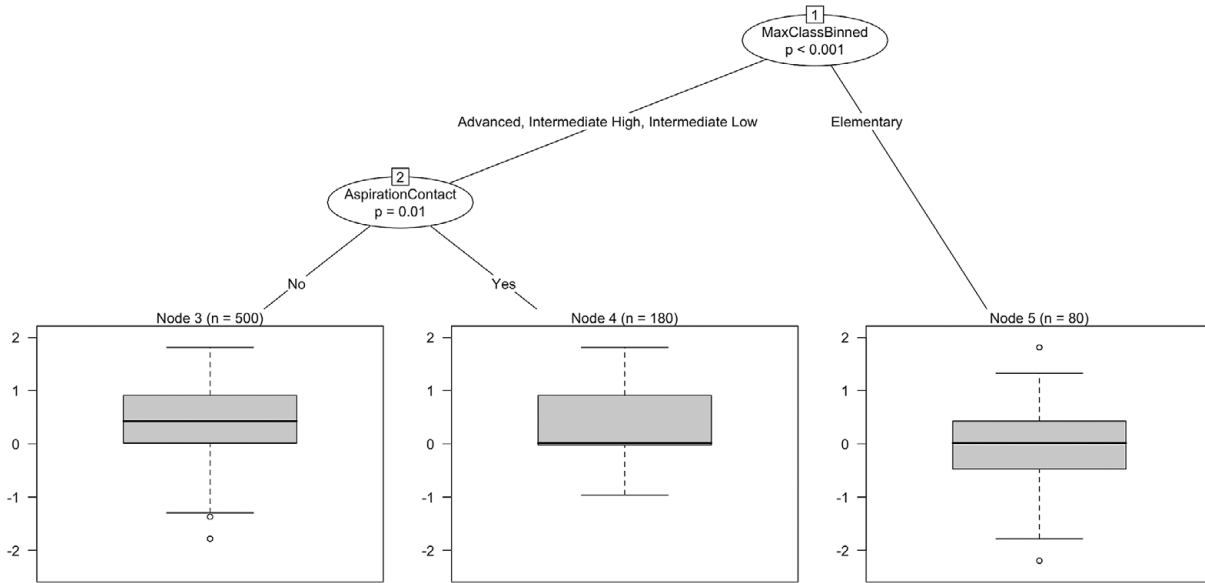 1
MaxClassBinned
p < 0.001
Advanced, Intermediate High, Intermediate Low
Elementary
2
AspirationContact
p = 0.01
No
Yes
Node 3 (n = 500)
2
1
0
-1
-2
Node 4 (n = 180)
2
1
0
-1
-2
Node 5 (n = 80)
2
1
0
-1
-2